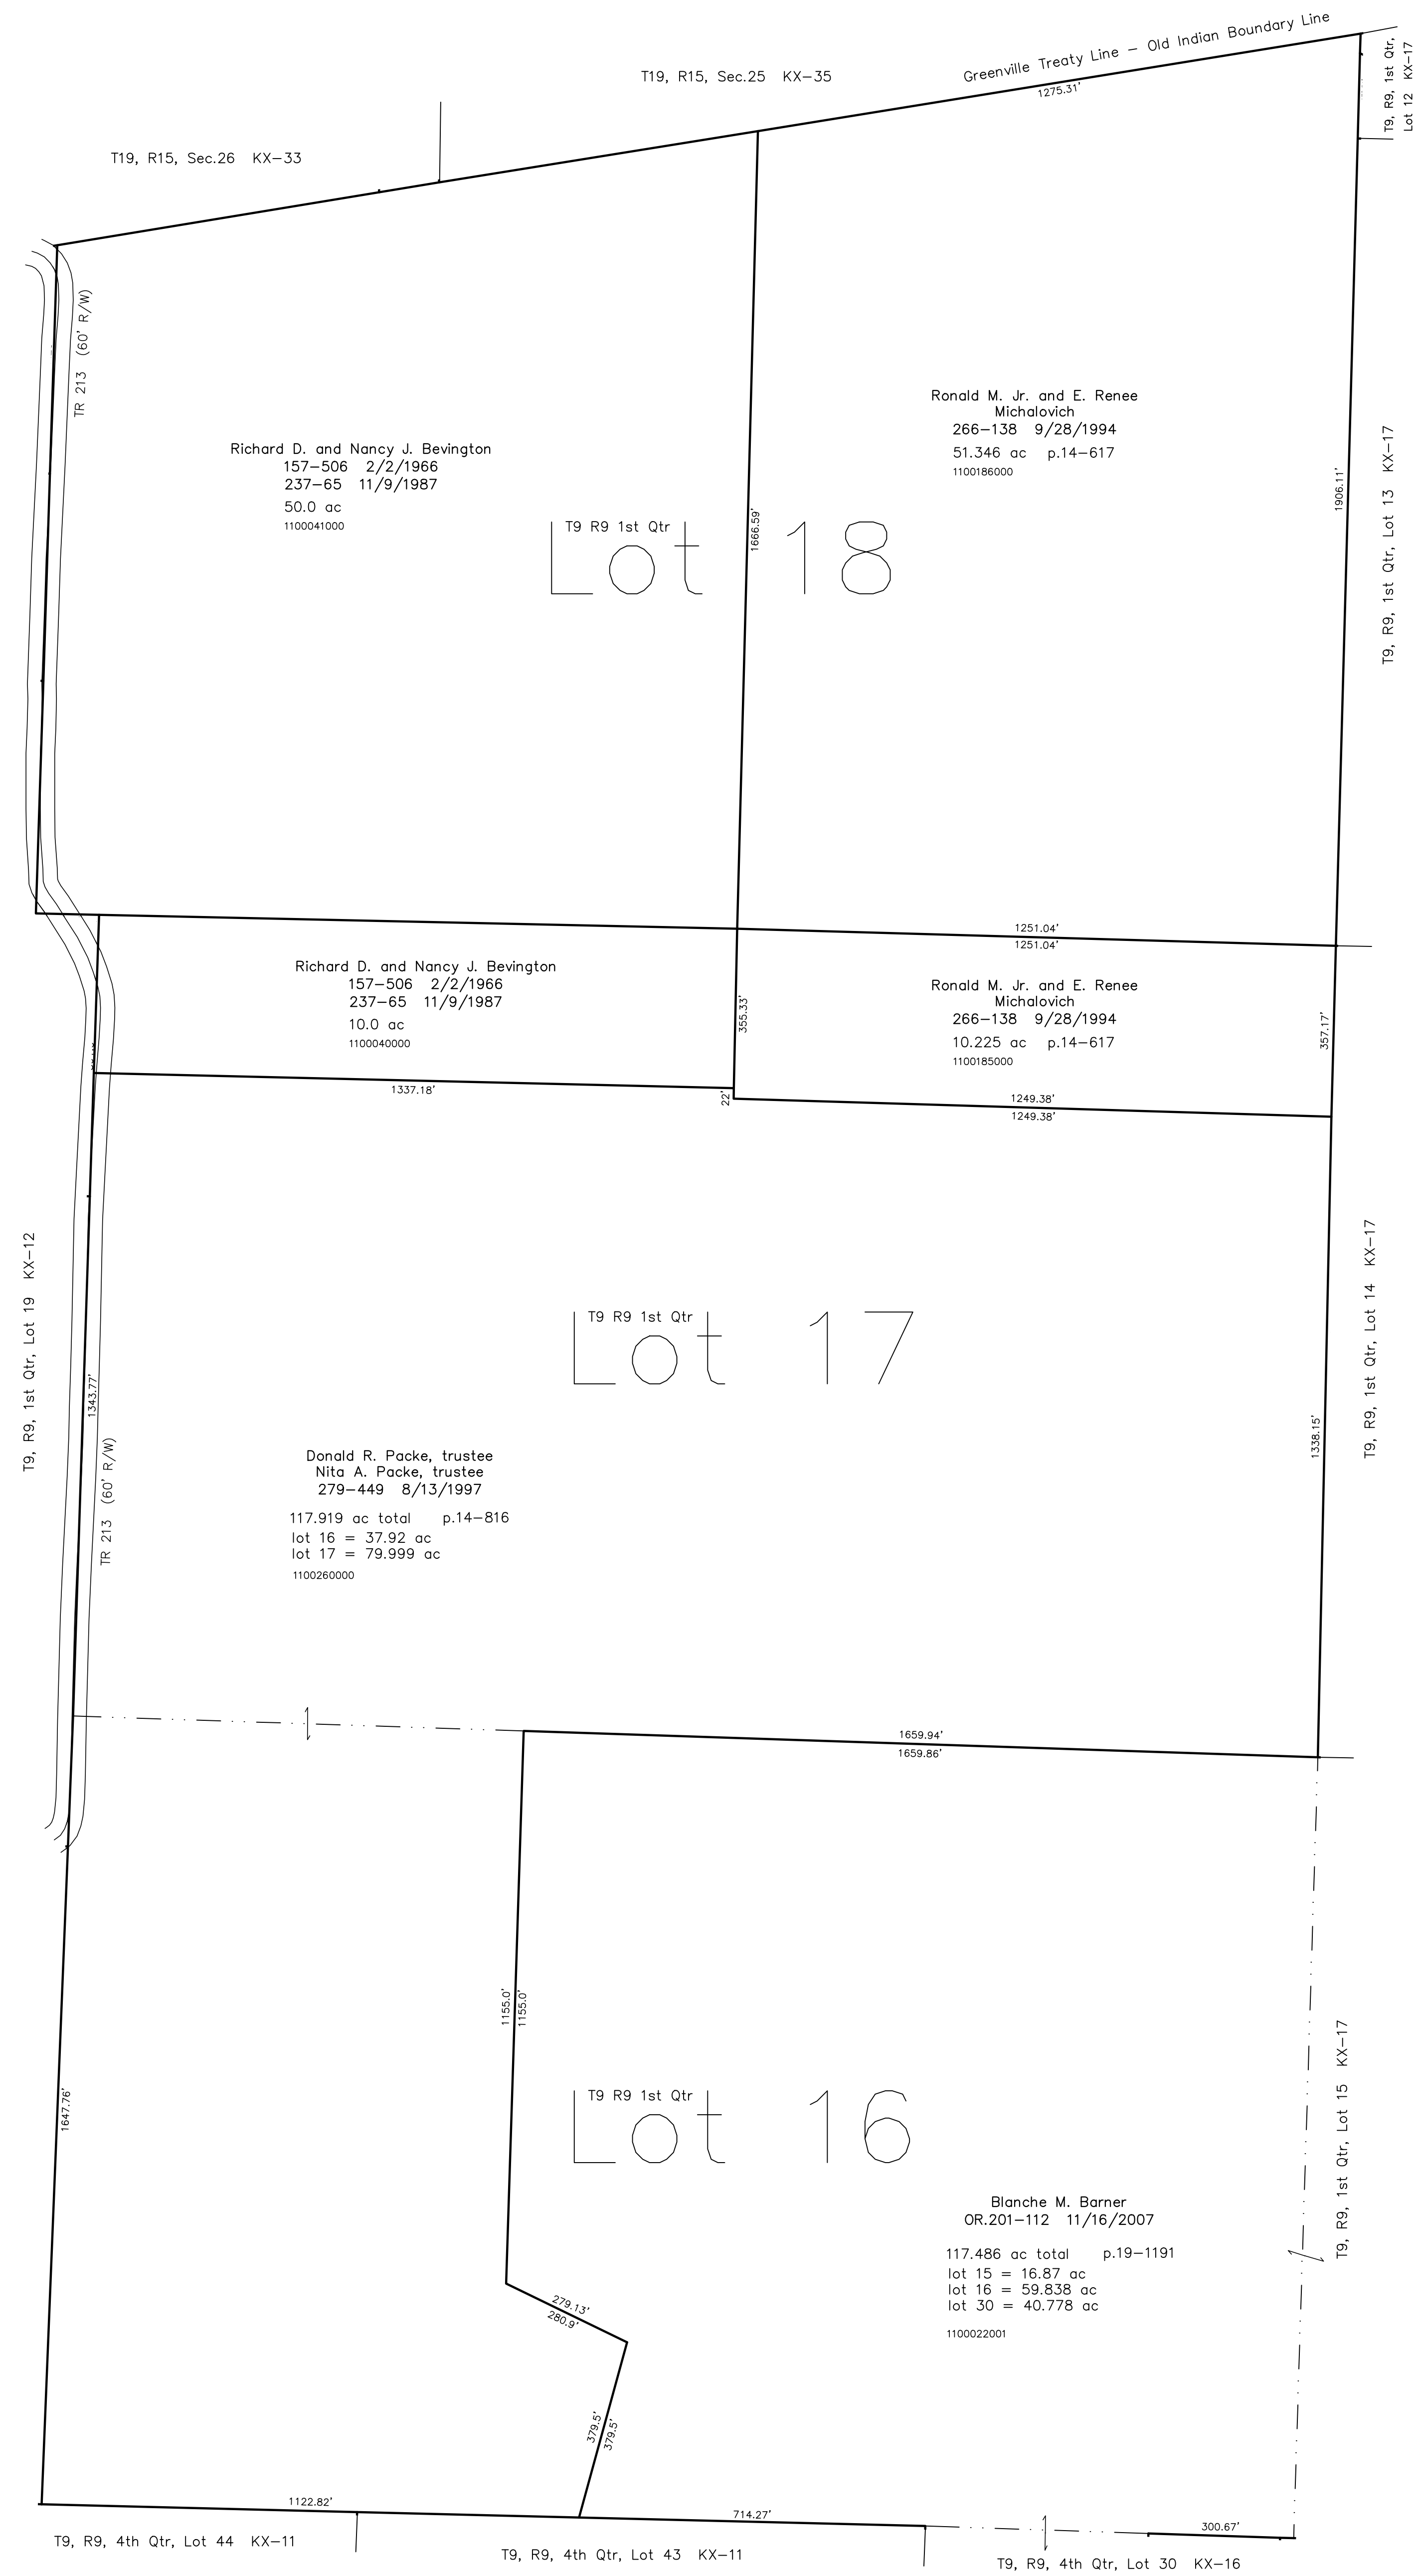 Greenville Treaty Line – Old Indian Boundary Line
1275.31'
T19, R15, Sec.25 KX–35
T19, R15, Sec.26 KX–33
T9, R9, 1st Qtr,
Lot 12 KX–17
TR 213 (60' R/W)
Richard D. and Nancy J. Bevington
157–506 2/2/1966
237–65 11/9/1987
50.0 ac
1100041000
Ronald M. Jr. and E. Renee
Michalovich
266–138 9/28/1994
51.346 ac p.14–617
1100186000
T9 R9 1st Qtr
Lot 18
1666.59'
1906.11'
T9, R9, 1st Qtr, Lot 13 KX–17
1251.04'
1251.04'
Richard D. and Nancy J. Bevington
157–506 2/2/1966
237–65 11/9/1987
10.0 ac
1100040000
355.33'
Ronald M. Jr. and E. Renee
Michalovich
266–138 9/28/1994
10.225 ac p.14–617
1100185000
357.17'
1337.18'
22'
1249.38'
1249.38'
T9, R9, 1st Qtr, Lot 19 KX–12
1343.77'
TR 213 (60' R/W)
T9 R9 1st Qtr
Lot 17
1338.15'
T9, R9, 1st Qtr, Lot 14 KX–17
Donald R. Packe, trustee
Nita A. Packe, trustee
279–449 8/13/1997
117.919 ac total p.14–816
lot 16 = 37.92 ac
lot 17 = 79.999 ac
1100260000
1659.94'
1659.86'
1155.0'
1155.0'
1647.76'
T9 R9 1st Qtr
Lot 16
T9, R9, 1st Qtr, Lot 15 KX–17
Blanche M. Barner
OR.201–112 11/16/2007
117.486 ac total p.19–1191
lot 15 = 16.87 ac
lot 16 = 59.838 ac
lot 30 = 40.778 ac
1100022001
279.13'
280.9'
379.5'
379.5'
1122.82'
714.27'
300.67'
T9, R9, 4th Qtr, Lot 44 KX–11
T9, R9, 4th Qtr, Lot 43 KX–11
T9, R9, 4th Qtr, Lot 30 KX–16